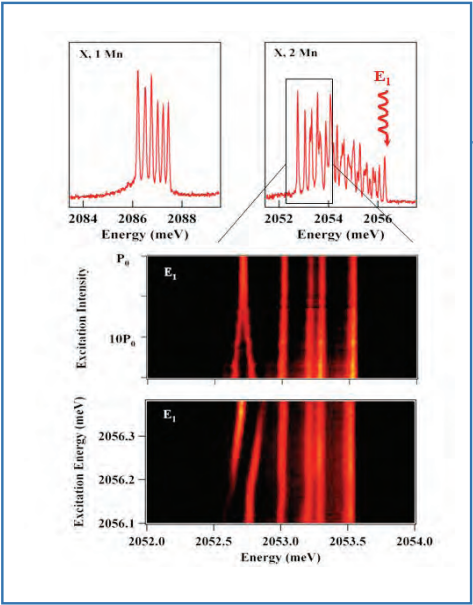 X, 1 Mn
X, 2 Mn
E1
2084 2086 2088
2052 2054 2056
Energy (meV)
Energy (meV)
P0
E1
10P0
Excitation Intensity
E1
2056.3
2056.2
2056.1
Excitation Energy (meV)
2052.0 2052.5 2053.0 2053.5 2054.0
Energy (meV)